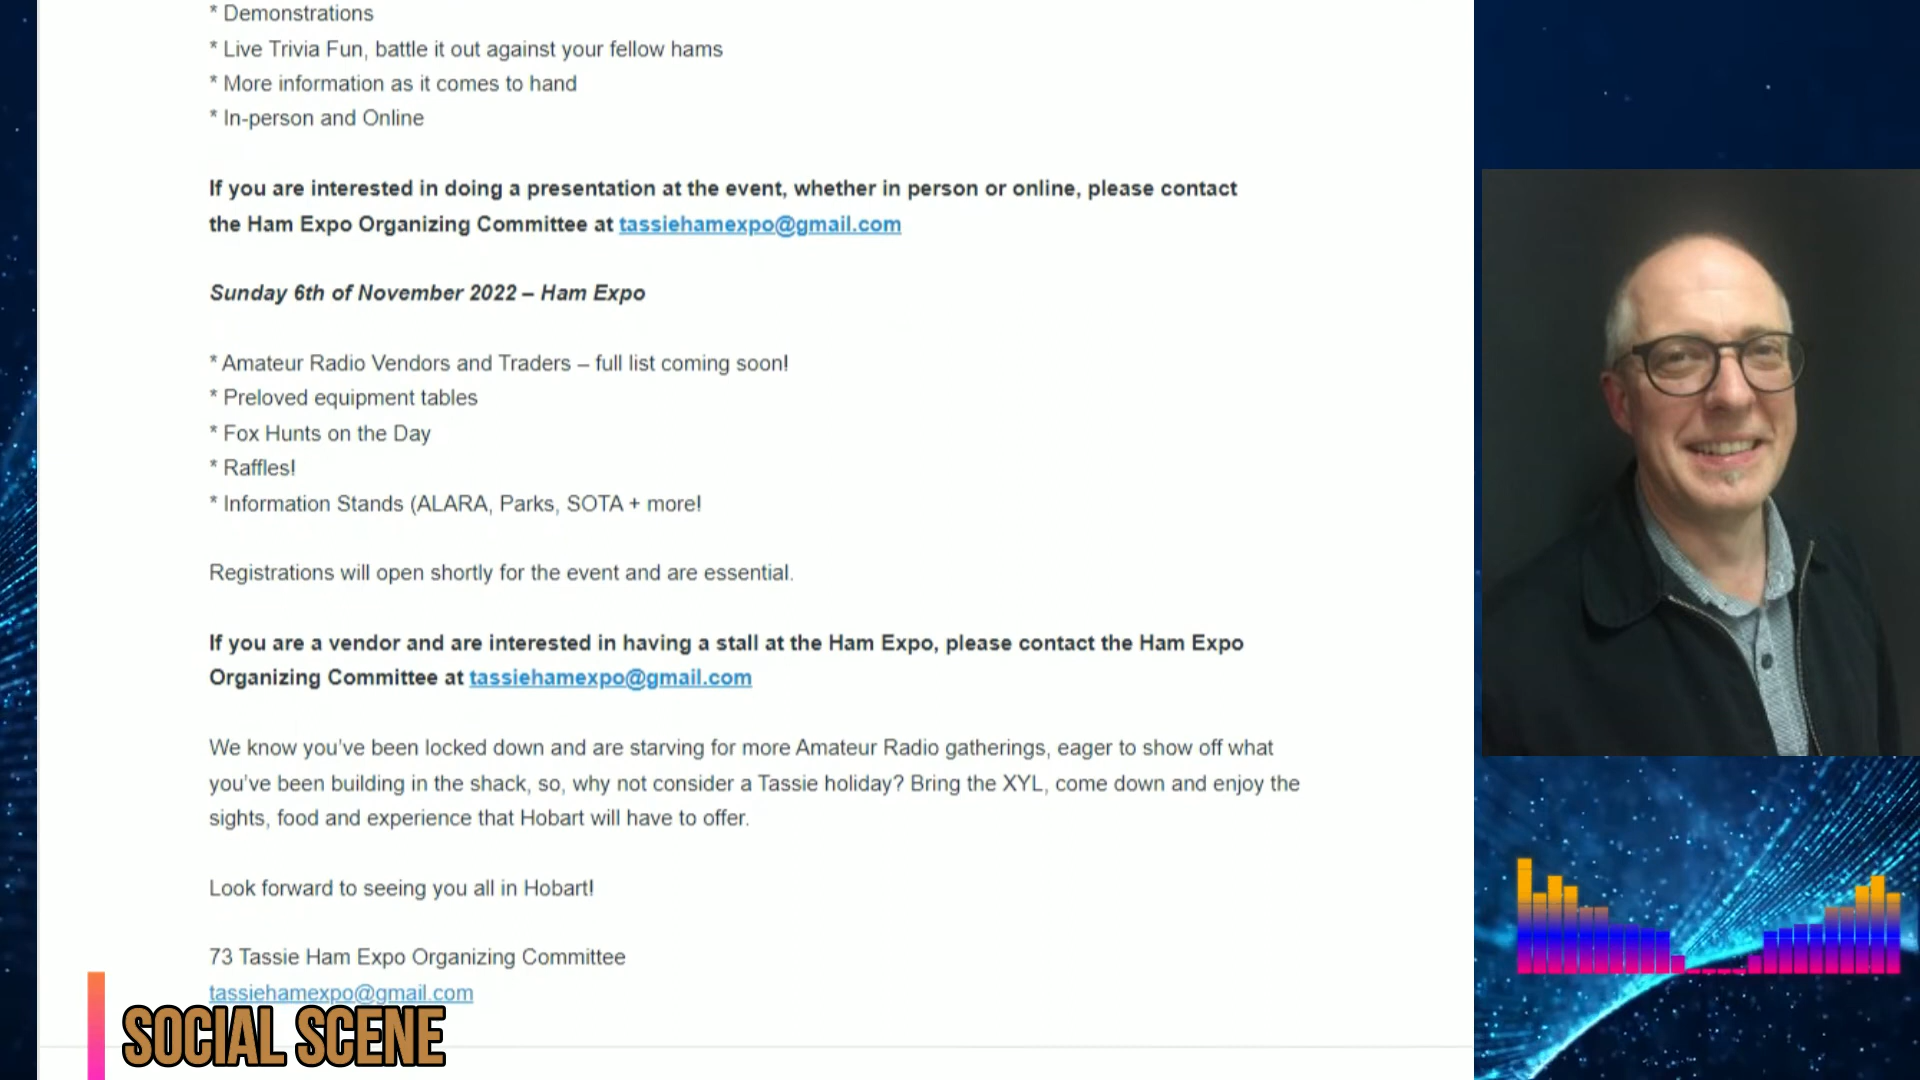 * Demonstrations
* Live Trivia Fun, battle it out against your fellow hams
* More information as it comes to hand
* In-person and Online
If you are interested in doing a presentation at the event, whether in person or online, please contact
the Ham Expo Organizing Committee at tassiehamexpo@gmail.com
Sunday 6th of November 2022 – Ham Expo
* Amateur Radio Vendors and Traders – full list coming soon!
* Preloved equipment tables
* Fox Hunts on the Day
* Raffles!
* Information Stands (ALARA, Parks, SOTA + more!
Registrations will open shortly for the event and are essential.
If you are a vendor and are interested in having a stall at the Ham Expo, please contact the Ham Expo
Organizing Committee at tassiehamexpo@gmail.com
We know you’ve been locked down and are starving for more Amateur Radio gatherings, eager to show off what
you’ve been building in the shack, so, why not consider a Tassie holiday? Bring the XYL, come down and enjoy the
sights, food and experience that Hobart will have to offer.
Look forward to seeing you all in Hobart!
73 Tassie Ham Expo Organizing Committee
tassiehamexpo@gmail.com
SOCIAL SCENE